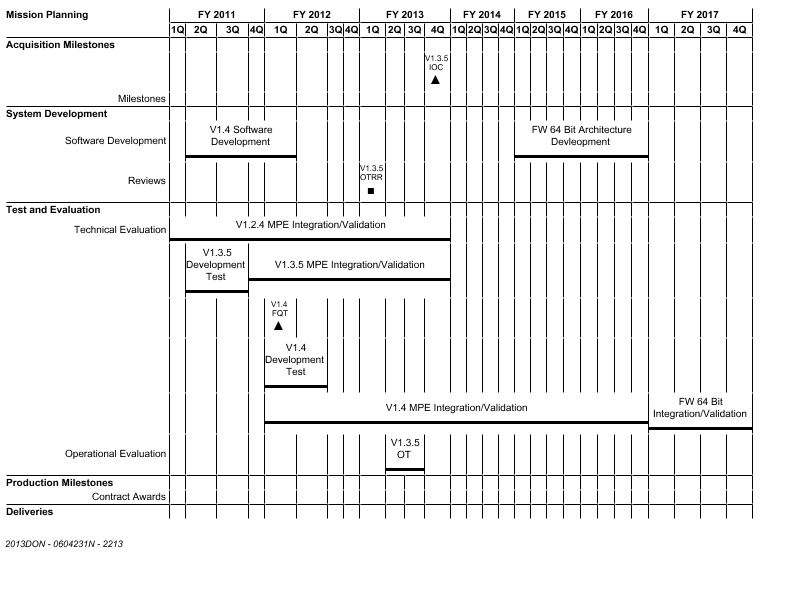 Mission Planning FY 2011 FY 2012 FY 2013 FY 2014 FY 2015 FY 2016 FY 2017
1Q 2Q 3Q 4Q 1Q 2Q 3Q 4Q 1Q 2Q 3Q 4Q 1Q 2Q 3Q 4Q 1Q 2Q 3Q 4Q 1Q 2Q 3Q 4Q 1Q 2Q 3Q 4Q
Acquisition Milestones
V1.3.5
IOC
Milestones
System Development
Software Development
V1.4 Software
Development
FW 64 Bit Architecture
Devleopment
Reviews
V1.3.5
OTRR
Test and Evaluation
Technical Evaluation
V1.2.4 MPE Integration/Validation
V1.3.5
Development
Test
V1.3.5 MPE Integration/Validation
V1.4
FQT
V1.4
Development
Test
V1.4 MPE Integration/Validation
FW 64 Bit
Integration/Validation
Operational Evaluation
V1.3.5
OT
Production Milestones
Contract Awards
Deliveries
2013DON - 0604231N - 2213